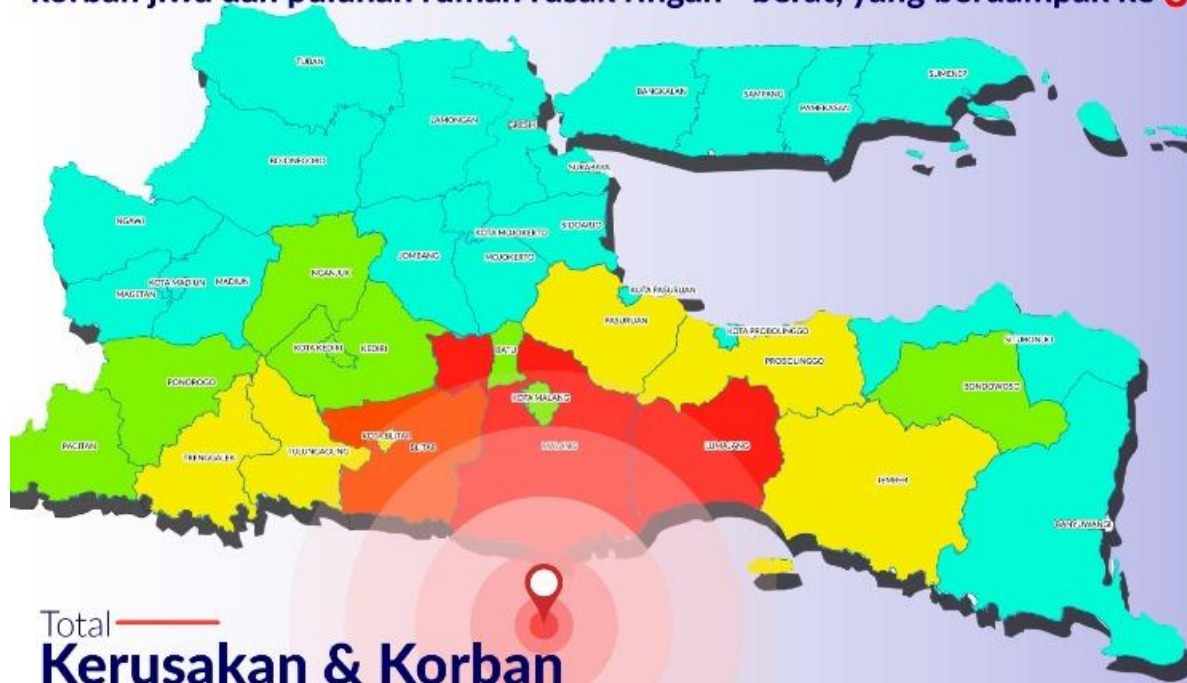 korban jiwa dan puluhan rumah rusak ringan - berat, yang berdampak ke
TUBAN
LAMONGAN
GRESIK
BOJONEGORO
SURABAYA
BANGKALAN
SAMPANG
PAMEKASAN
SUMENEP
NGAWI
KOTA MOJOKERTO
SIDOARJO
JOMBANG
MOJOKERTO
NGANJUK
KOTA MADIUN
MADIUN
MAGETAN
KOTA PASURUAN
PASURUAN
KOTA PROBOLINGGO
PROBOLINGGO
SITUBONDO
BONDOWOSO
KOTA KEDIRI
KEDIRI
BATU
PONOROGO
KOTA MALANG
PACITAN
TRENGGALEK
TULUNGAGUNG
KOTA BLITAR
BLITAR
MALANG
LUMAJANG
JEMBER
BANYUWANGI
Total
Kerusakan & Korban